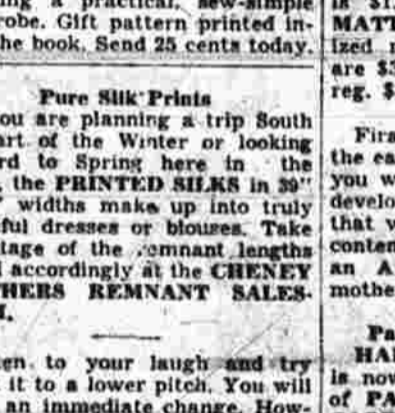 ng a practical, sew-simple
robe. Gift pattern printed in-
he book. Send 25 cents today.
Pure Silk Prints
ou are planning a trip South
art of the Winter or looking
rd to Spring here in the
, the PRINTED SILKS in 39"
widths make up into truly
ful dresses or blouses. Take
tage of the remnant lengths
accordingly at the CHENEY
HERS REMNANT SALES-
.
en to your laugh and try
it to a lower pitch. You will
an immediate change. How-
is $1
MATT
ized
are $3
reg. $
Firs
the ea
you w
develo
that
conten
an A
mothe
Pa
HAL
is now
of PA